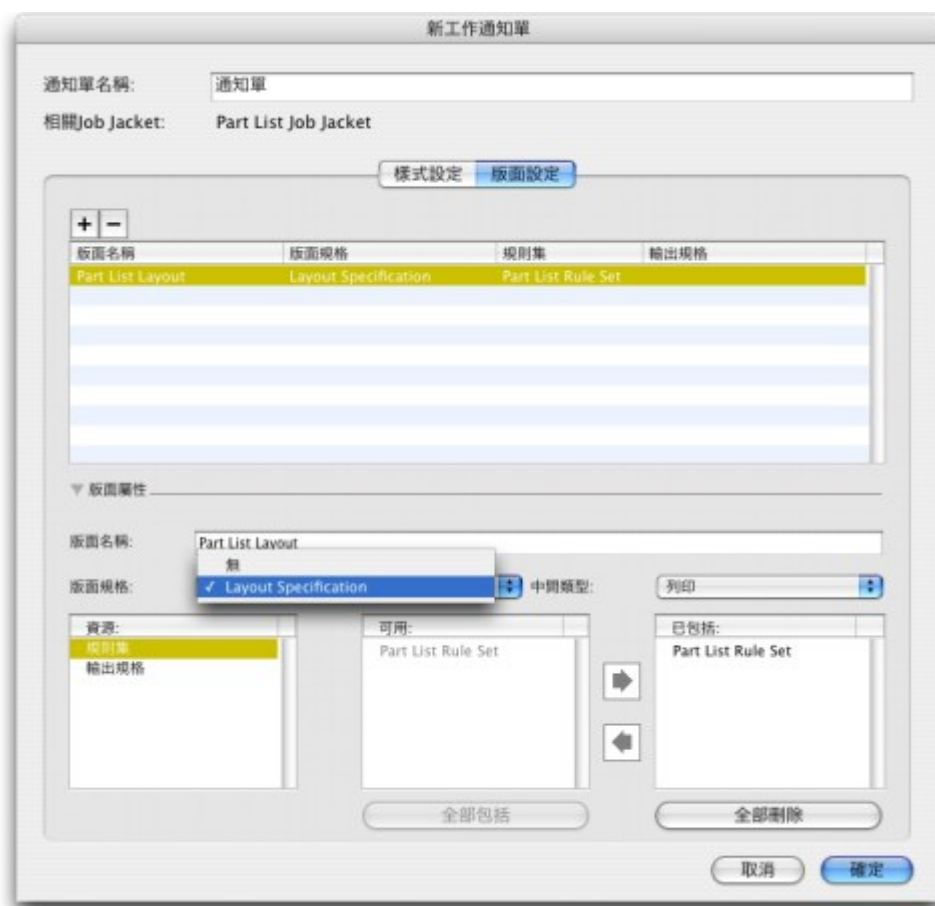 新工作通知單
通知單名稱: 通知單
相關Job Jacket: Part List Job Jacket
樣式設定 版面設定
+ −
版面名稱 版面規格 規則集 輸出規格
Part List Layout Layout Specification Part List Rule Set
▼ 版面屬性
版面名稱: Part List Layout
無
版面規格: ✓ Layout Specification 中間類型: 列印
資源: 可用: 已包括:
規則集 Part List Rule Set Part List Rule Set
輸出規格
全部包括 全部刪除
取消 確定